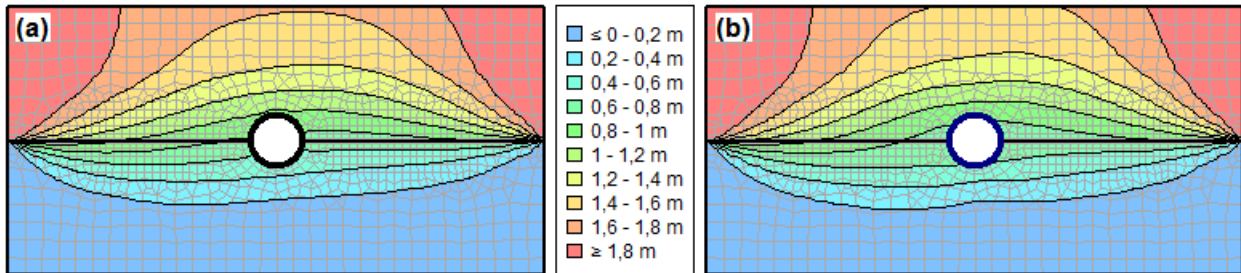 (a)
≤ 0 - 0,2 m
0,2 - 0,4 m
0,4 - 0,6 m
0,6 - 0,8 m
0,8 - 1 m
1 - 1,2 m
1,2 - 1,4 m
1,4 - 1,6 m
1,6 - 1,8 m
≥ 1,8 m
(b)